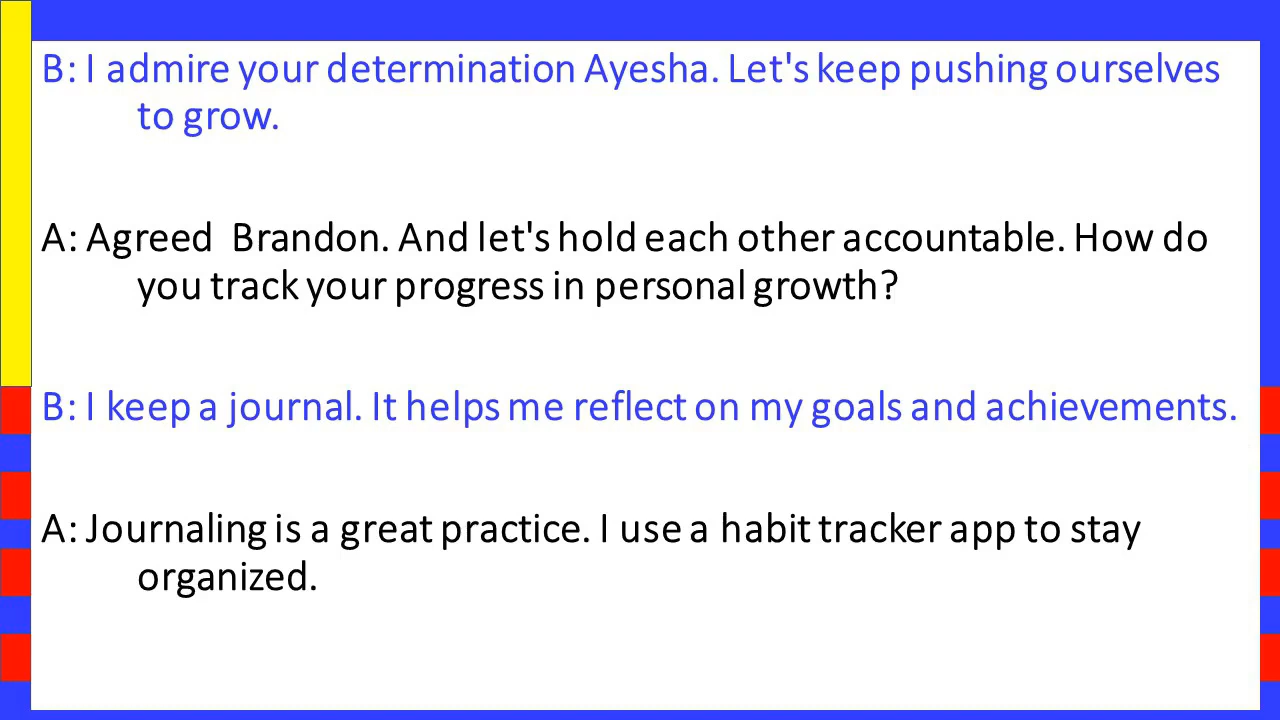 B: I admire your determination Ayesha. Let's keep pushing ourselves
to grow.
A: Agreed  Brandon. And let's hold each other accountable. How do
you track your progress in personal growth?
B: I keep a journal. It helps me reflect on my goals and achievements.
A: Journaling is a great practice. I use a habit tracker app to stay
organized.